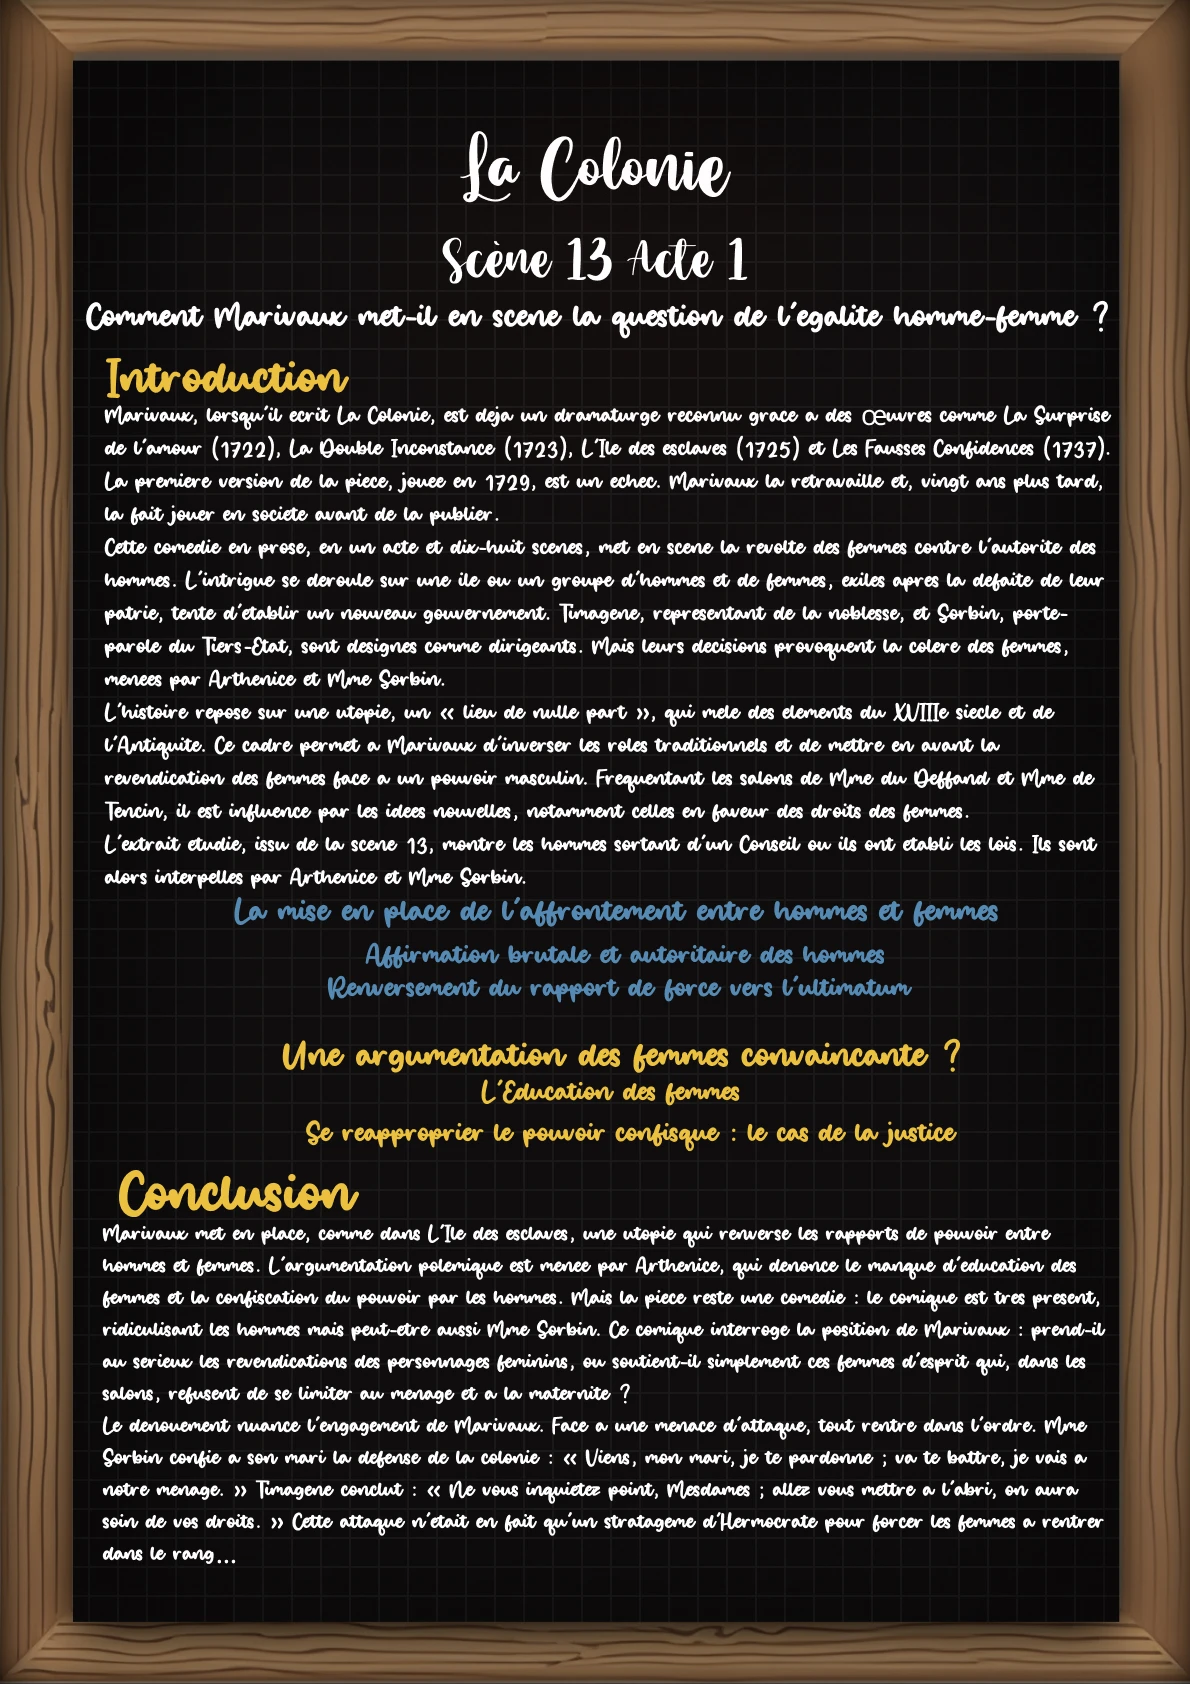 La Colonie
Scène 13 Acte 1
Comment Marivaux met-il en scene la question de l'egalite homme-femme ?
Introduction
Marivaux, lorsqu'il ecrit La Colonie, est deja un dramaturge reconnu grace a des œuvres comme La Surprise
de l'amour (1722), La Double Inconstance (1723), L'Ile des esclaves (1725) et Les Fausses Confidences (1737).
La premiere version de la piece, jouee en 1729, est un echec. Marivaux la retravaille et, vingt ans plus tard,
la fait jouer en societe avant de la publier.
Cette comedie en prose, en un acte et dix-huit scenes, met en scene la revolte des femmes contre l'autorite des
hommes. L'intrigue se deroule sur une ile ou un groupe d'hommes et de femmes, exiles apres la defaite de leur
patrie, tente d'etablir un nouveau gouvernement. Timagene, representant de la noblesse, et Sorbin, porte-
parole du Tiers-Etat, sont designes comme dirigeants. Mais leurs decisions provoquent la colere des femmes,
menees par Arthenice et Mme Sorbin.
L'histoire repose sur une utopie, un « lieu de nulle part », qui mele des elements du XVIIIe siecle et de
l'Antiquite. Ce cadre permet a Marivaux d'inverser les roles traditionnels et de mettre en avant la
revendication des femmes face a un pouvoir masculin. Frequentant les salons de Mme du Deffand et Mme de
Tencin, il est influence par les idees nouvelles, notamment celles en faveur des droits des femmes.
L'extrait etudie, issu de la scene 13, montre les hommes sortant d'un Conseil ou ils ont etabli les lois. Ils sont
alors interpelles par Arthenice et Mme Sorbin.
La mise en place de l'affrontement entre hommes et femmes
Affirmation brutale et autoritaire des hommes
Renversement du rapport de force vers l'ultimatum
Une argumentation des femmes convaincante ?
L'Education des femmes
Se reapproprier le pouvoir confisque : le cas de la justice
Conclusion
Marivaux met en place, comme dans L'Ile des esclaves, une utopie qui renverse les rapports de pouvoir entre
hommes et femmes. L'argumentation polemique est menee par Arthenice, qui denonce le manque d'education des
femmes et la confiscation du pouvoir par les hommes. Mais la piece reste une comedie : le comique est tres present,
ridiculisant les hommes mais peut-etre aussi Mme Sorbin. Ce comique interroge la position de Marivaux : prend-il
au serieux les revendications des personnages feminins, ou soutient-il simplement ces femmes d'esprit qui, dans les
salons, refusent de se limiter au menage et a la maternite ?
Le denouement nuance l'engagement de Marivaux. Face a une menace d'attaque, tout rentre dans l'ordre. Mme
Sorbin confie a son mari la defense de la colonie : « Viens, mon mari, je te pardonne ; va te battre, je vais a
notre menage. » Timagene conclut : « Ne vous inquietez point, Mesdames ; allez vous mettre a l'abri, on aura
soin de vos droits. » Cette attaque n'etait en fait qu'un stratageme d'Hermocrate pour forcer les femmes a rentrer
dans le rang...